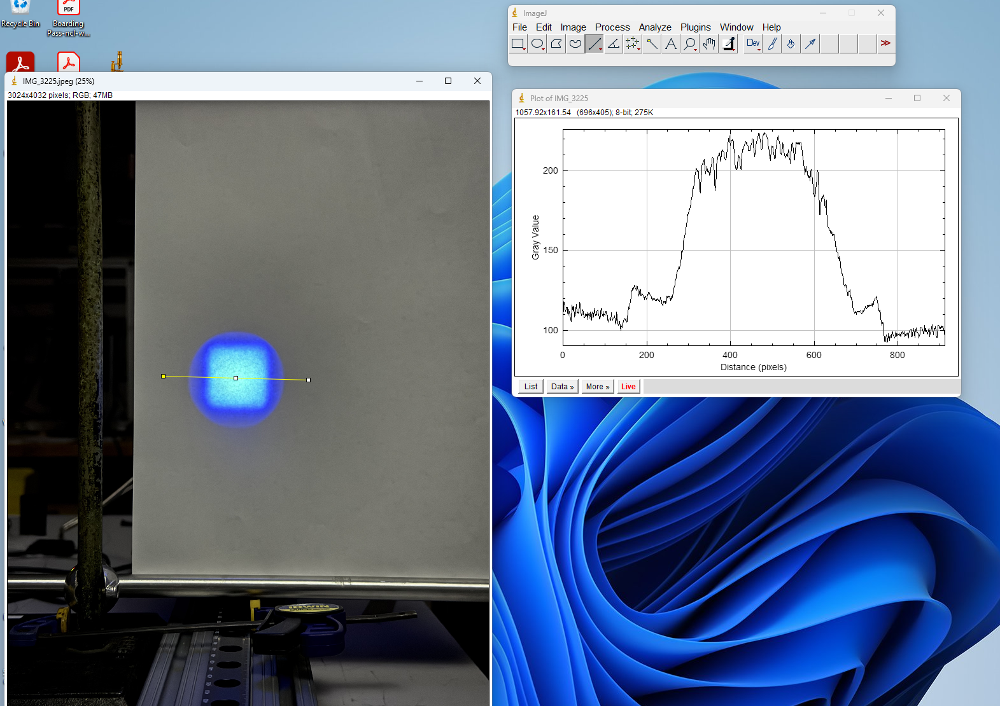 Recycle Bin
PDF
Boarding
Pass-ncl-w...
ImageJ
File Edit Image Process Analyze Plugins Window Help
Dev
>>
IMG_3225.jpeg (25%)
3024x4032 pixels; RGB; 47MB
IRWIN
Plot of IMG_3225
1057.92x161.54 (696x405); 8-bit; 275K
200
150
100
Gray Value
0 200 400 600 800
Distance (pixels)
List Data » More » Live